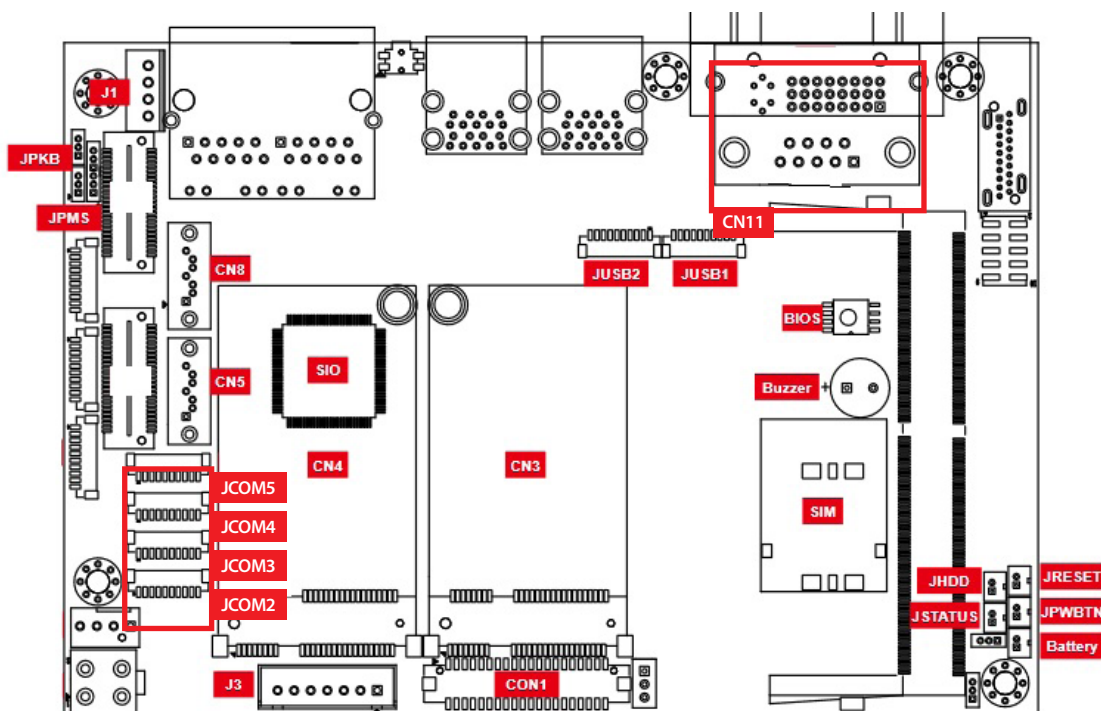 J1
JPKB
JPMS
CN11
CN8
JUSB2
JUSB1
BIOS
SIO
CN5
Buzzer
+
CN4
CN3
JCOM5
SIM
JCOM4
JCOM3
JHDD
JRESET
JCOM2
JSTATUS
JPWBTN
Battery
J3
CON1